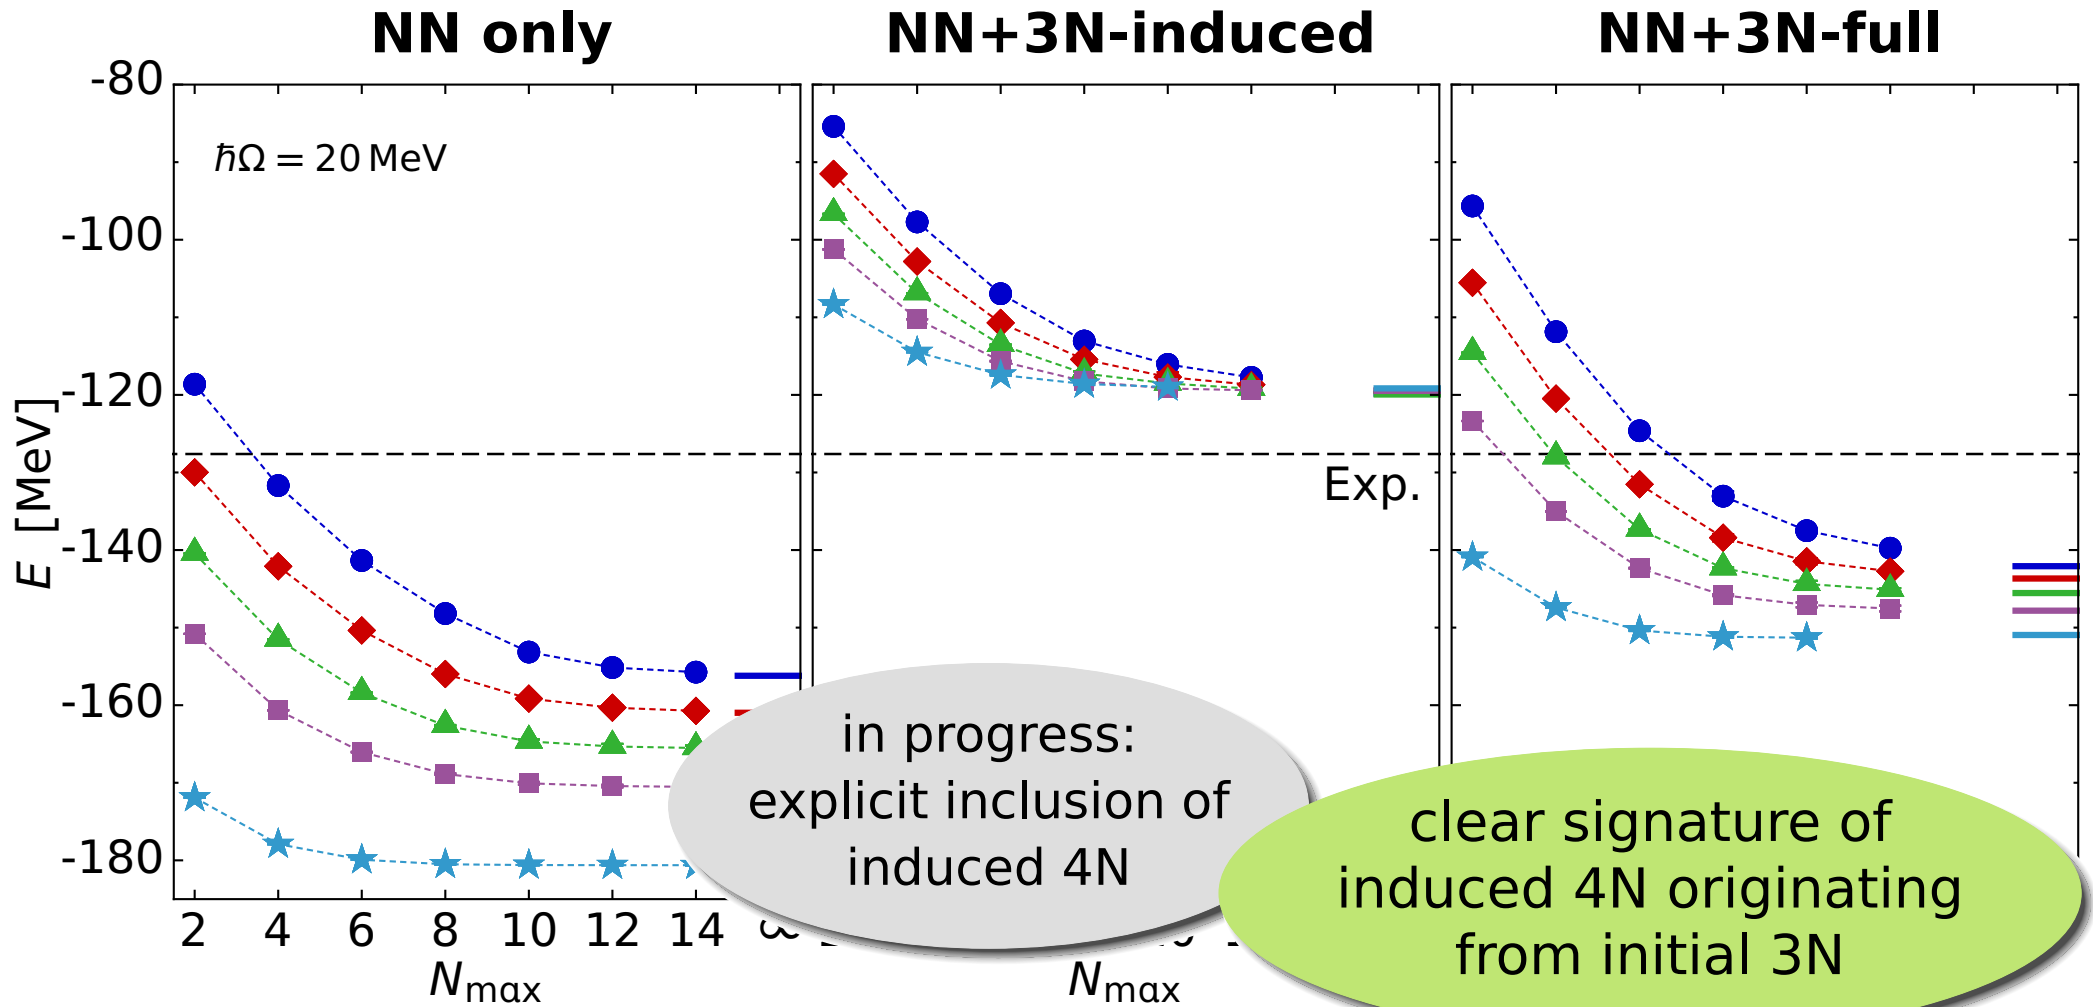 NN only
NN+3N-induced
NN+3N-full
-80
-100
-120
-140
-160
-180
E [MeV]
ℏΩ = 20 MeV
Exp.
in progress:
explicit inclusion of
induced 4N
clear signature of
induced 4N originating
from initial 3N
2 4 6 8 10 12 14 ∞
N_max
N_max